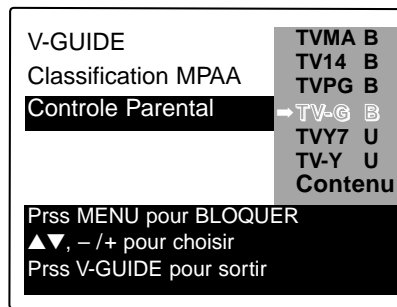 V-GUIDE
Classification MPAA
Controle Parental
TVMA B
TV14 B
TVPG B
➡TV-G B
TVY7 U
TV-Y U
Contenu
Prss MENU pour BLOQUER
▲▼, – /+ pour choisir
Prss V-GUIDE pour sortir